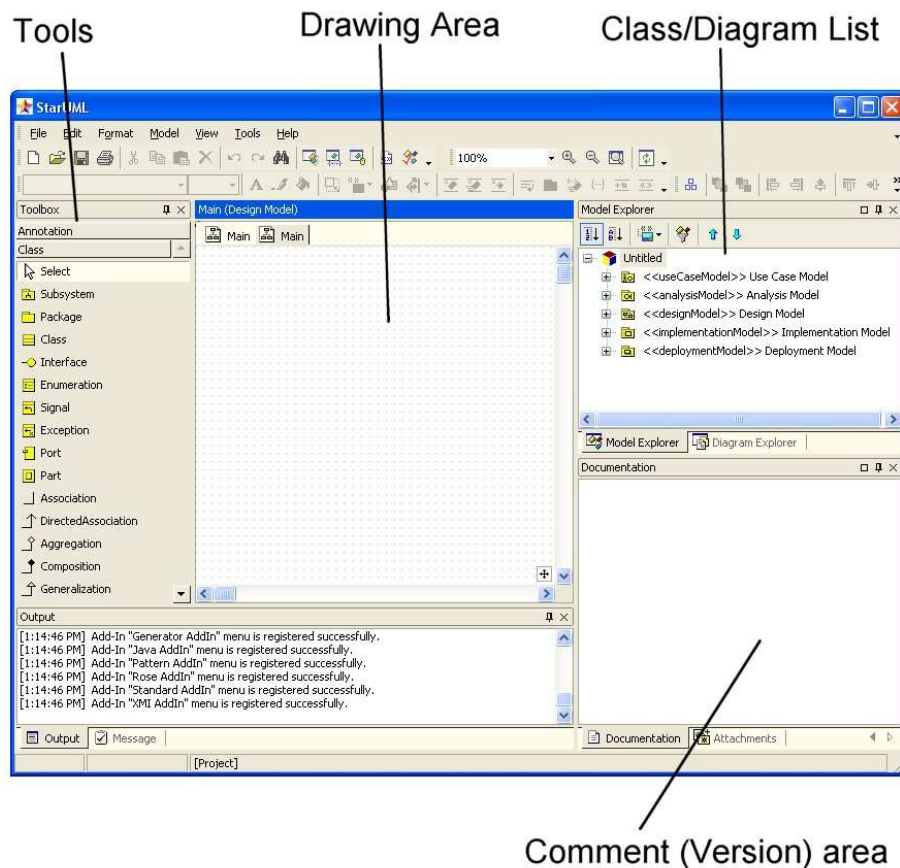 Tools
Drawing Area
Class/Diagram List
StarUML
File Edit Format Model View Tools Help
100%
Toolbox
Annotation
Class
Select
Subsystem
Package
Class
Interface
Enumeration
Signal
Exception
Port
Part
Association
DirectedAssociation
Aggregation
Composition
Generalization
Main (Design Model)
Main Main
Model Explorer
Untitled
<<useCaseModel>> Use Case Model
<<analysisModel>> Analysis Model
<<designModel>> Design Model
<<implementationModel>> Implementation Model
<<deploymentModel>> Deployment Model
Model Explorer Diagram Explorer
Documentation
Output
[1:14:46 PM] Add-In "Generator AddIn" menu is registered successfully.
[1:14:46 PM] Add-In "Java AddIn" menu is registered successfully.
[1:14:46 PM] Add-In "Pattern AddIn" menu is registered successfully.
[1:14:46 PM] Add-In "Rose AddIn" menu is registered successfully.
[1:14:46 PM] Add-In "Standard AddIn" menu is registered successfully.
[1:14:46 PM] Add-In "XMI AddIn" menu is registered successfully.
Output Message
Documentation Attachments
[Project]
Comment (Version) area